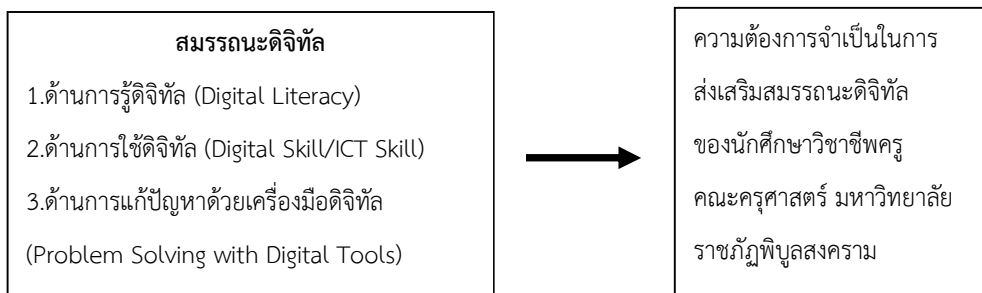 สมรรถนะดิจิทัล
1.ด้านการรู้ดิจิทัล (Digital Literacy)
2.ด้านการใช้ดิจิทัล (Digital Skill/ICT Skill)
3.ด้านการแก้ปัญหาด้วยเครื่องมือดิจิทัล
(Problem Solving with Digital Tools)
ความต้องการจำเป็นในการ
ส่งเสริมสมรรถนะดิจิทัล
ของนักศึกษาวิชาชีพครู
คณะครุศาสตร์ มหาวิทยาลัย
ราชภัฏพิบูลสงคราม